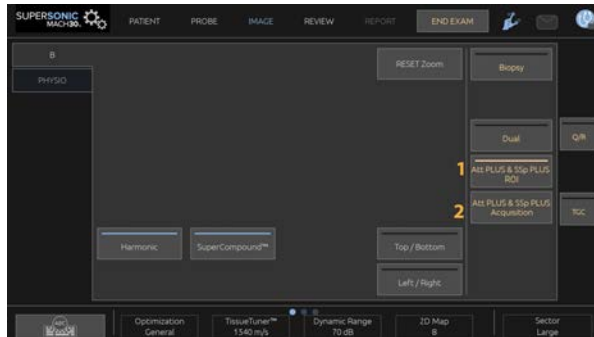 SUPERSONIC
MACH30.
PATIENT
PROBE
IMAGE
REVIEW
REPORT
END EXAM
B
PHYSIO
RESET Zoom
Biopsy
Dual
Q/R
1
Att PLUS & SSp PLUS
ROI
2
Att PLUS & SSp PLUS
Acquisition
TGC
Harmonic
SuperCompound™
Top / Bottom
Left / Right
Optimization
General
TissueTuner™
1540 m/s
Dynamic Range
70 dB
2D Map
8
Sector
Large